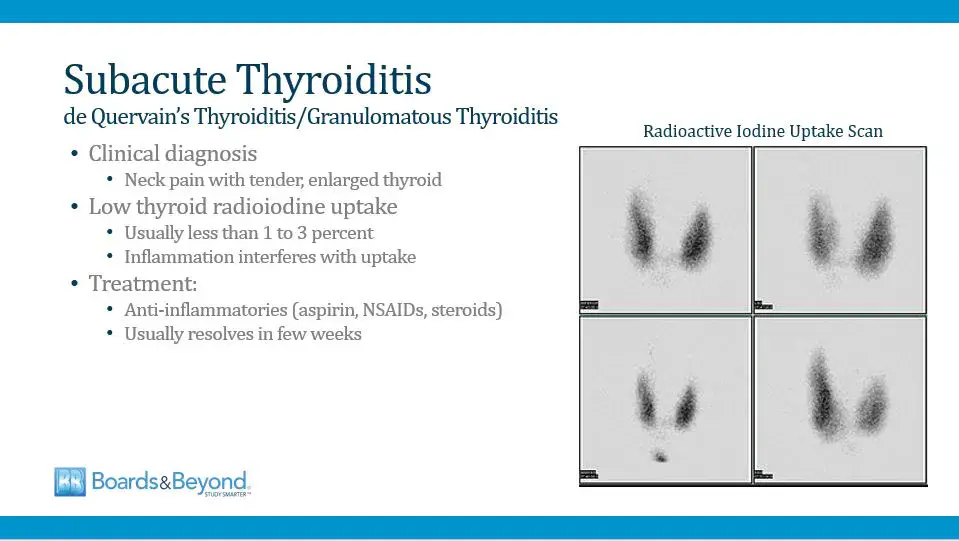 Subacute Thyroiditis
de Quervain's Thyroiditis/Granulomatous Thyroiditis
• Clinical diagnosis
• Neck pain with tender, enlarged thyroid
• Low thyroid radioiodine uptake
• Usually less than 1 to 3 percent
• Inflammation interferes with uptake
• Treatment:
• Anti-inflammatories (aspirin, NSAIDs, steroids)
• Usually resolves in few weeks
Radioactive Iodine Uptake Scan
Boards&Beyond
STUDY SMARTER™